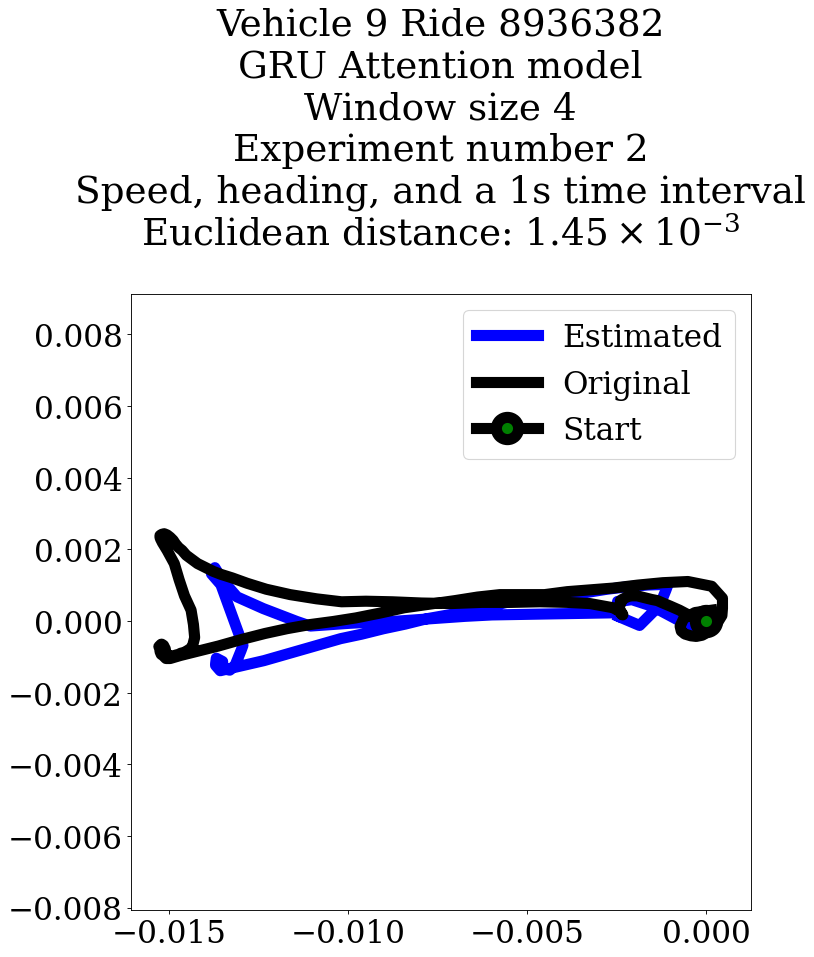 Vehicle 9 Ride 8936382
GRU Attention model
Window size 4
Experiment number 2
Speed, heading, and a 1s time interval
Euclidean distance: 1.45 × 10⁻³
Estimated
Original
Start
0.008
0.006
0.004
0.002
0.000
−0.002
−0.004
−0.006
−0.008
−0.015 −0.010 −0.005 0.000